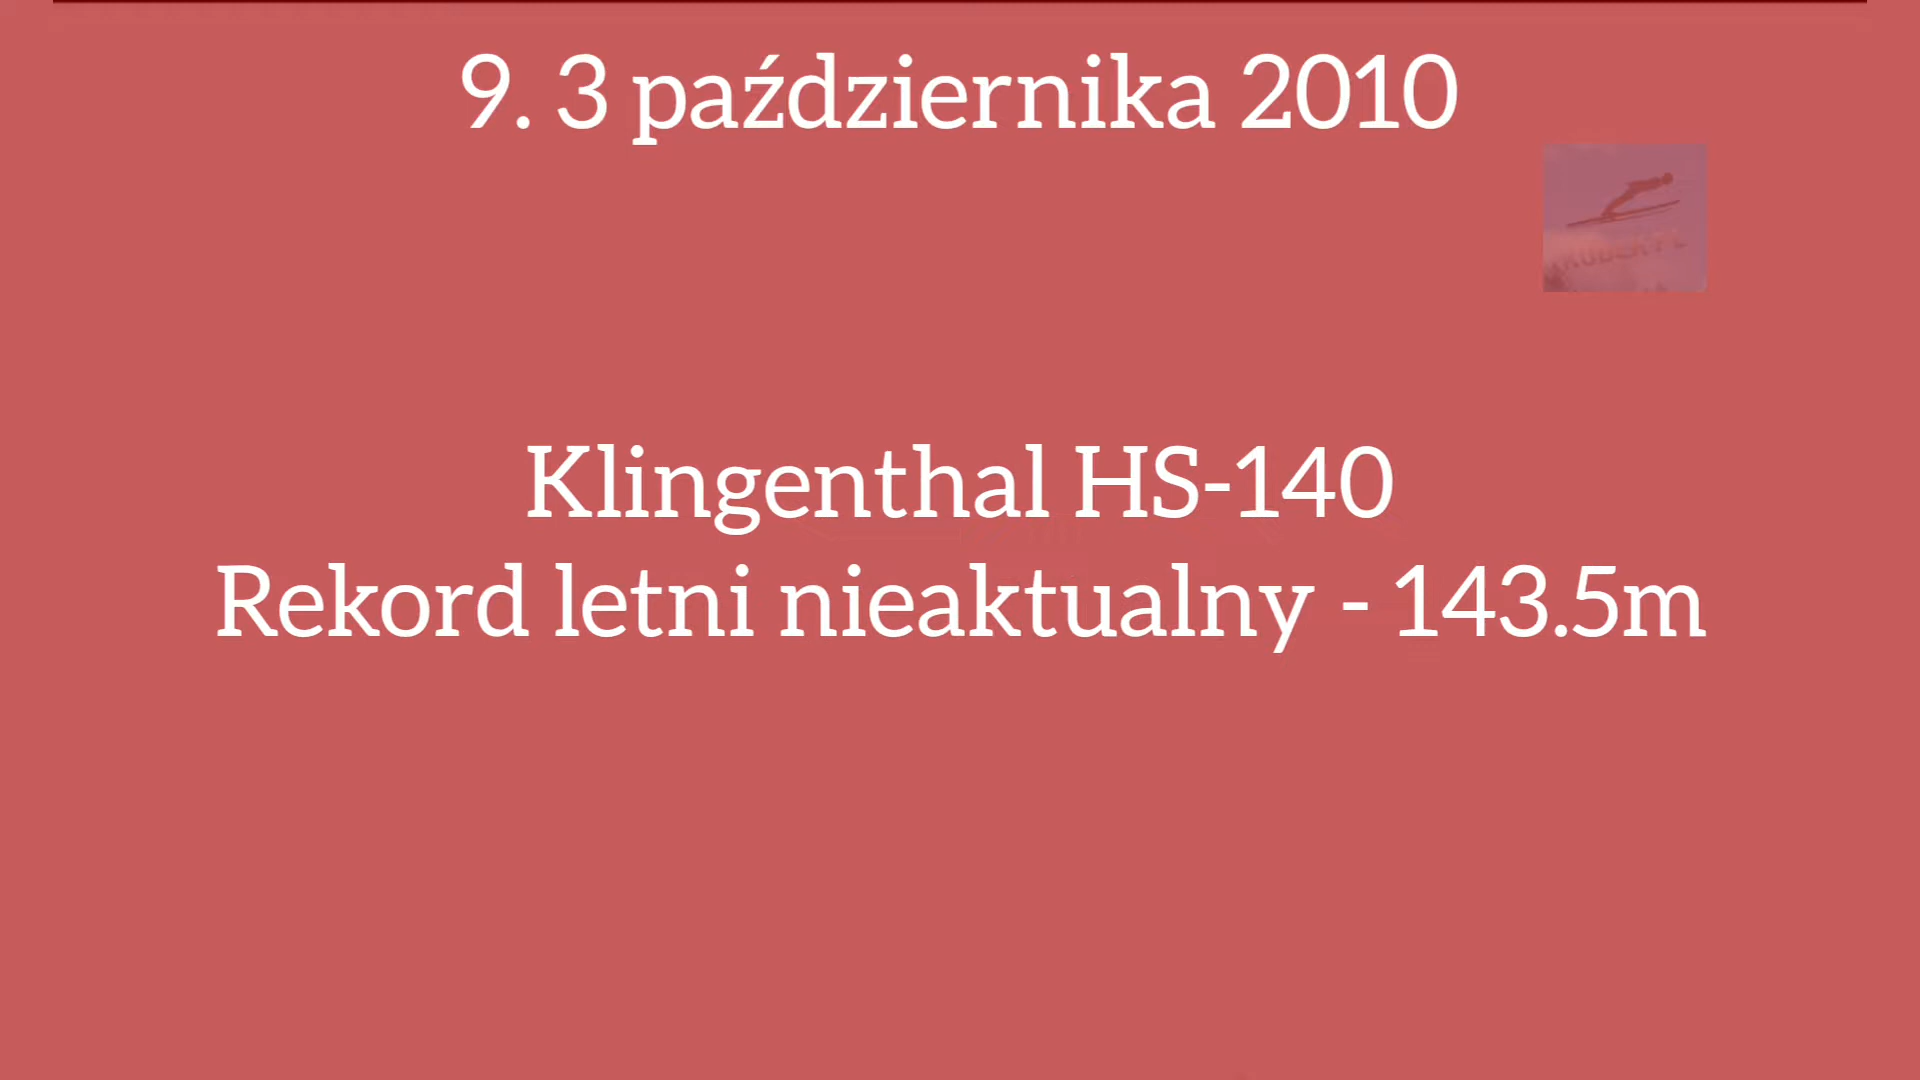 9. 3 października 2010
Klingenthal HS-140
Rekord letni nieaktualny - 143.5m